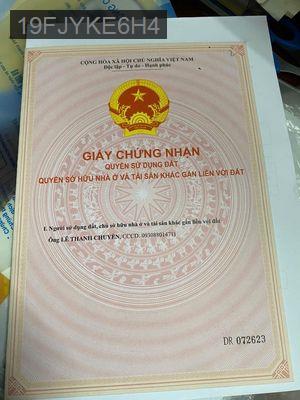 19FJYKE6H4
CỘNG HÒA XÃ HỘI CHỦ NGHĨA VIỆT NAM
Độc lập - Tự do - Hạnh phúc
GIẤY CHỨNG NHẬN
QUYỀN SỬ DỤNG ĐẤT
QUYỀN SỞ HỮU NHÀ Ở VÀ TÀI SẢN KHÁC GẮN LIỀN VỚI ĐẤT
I. Người sử dụng đất, chủ sở hữu nhà ở và tài sản khác gắn liền với đất
Ông LÊ THANH CHUYÊN, CCCD:
DR 072623